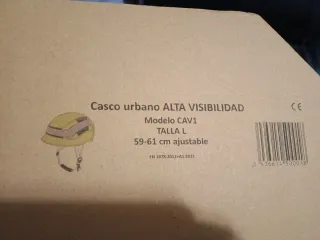 Casco urbano ALTA VISIBILIDAD
Modelo CAV1
TALLA L
59-61 cm ajustable
CE